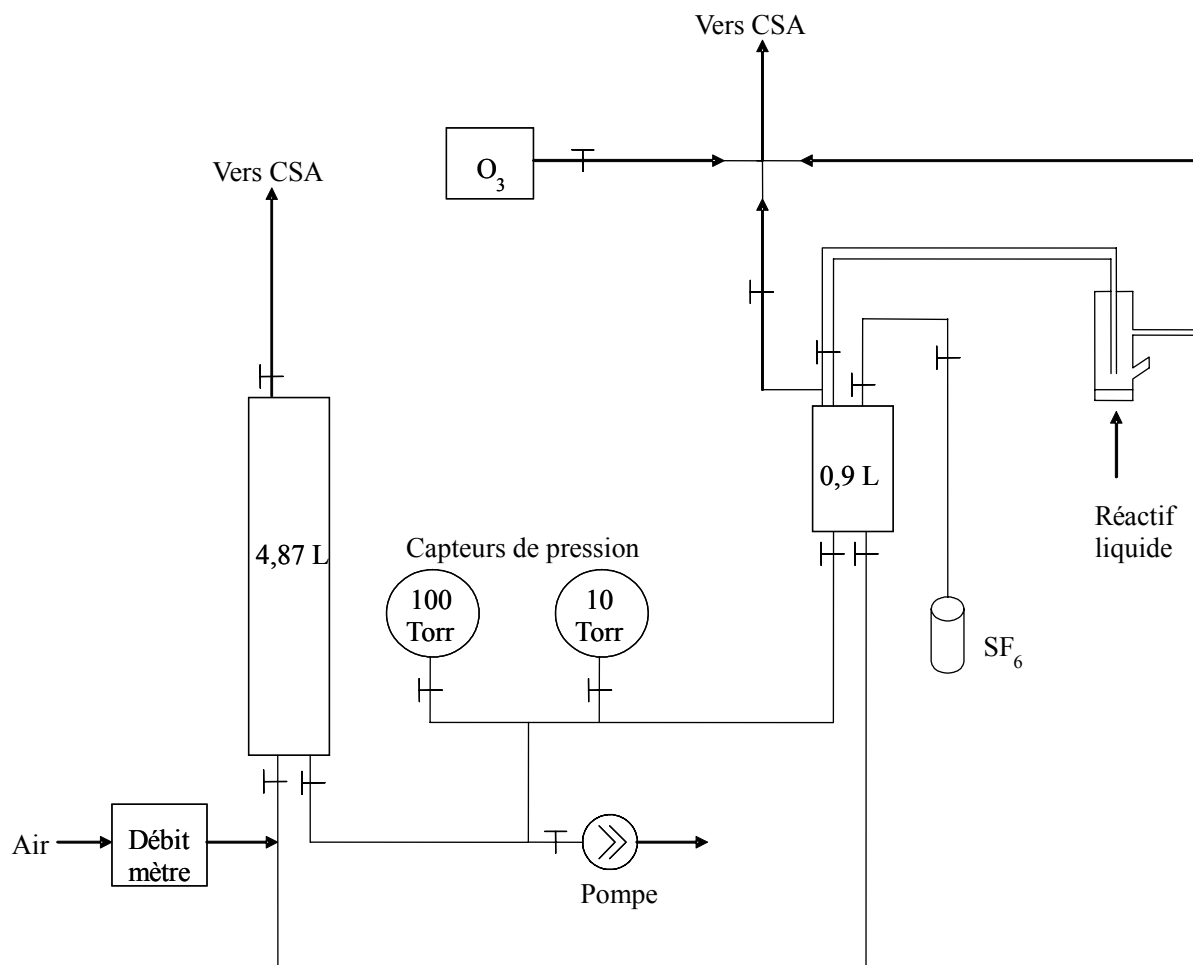 Vers CSA
O3
Vers CSA
0,9 L
Réactif
liquide
4,87 L
Capteurs de pression
100
Torr
10
Torr
SF6
Air
Débit
mètre
Pompe